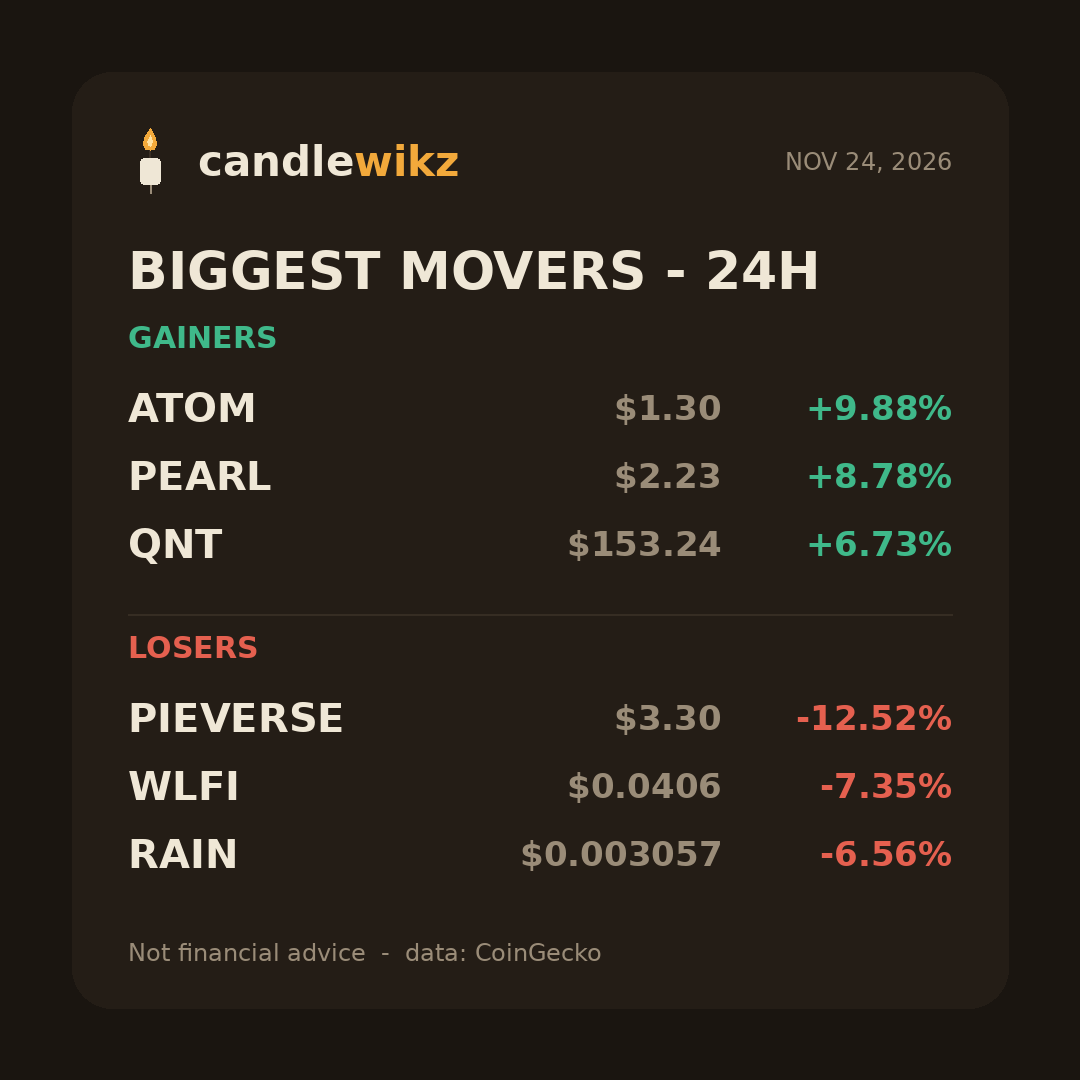 candlewikz
NOV 24, 2026
BIGGEST MOVERS - 24H
GAINERS
ATOM $1.30 +9.88%
PEARL $2.23 +8.78%
QNT $153.24 +6.73%
LOSERS
PIEVERSE $3.30 -12.52%
WLFI $0.0406 -7.35%
RAIN $0.003057 -6.56%
Not financial advice - data: CoinGecko